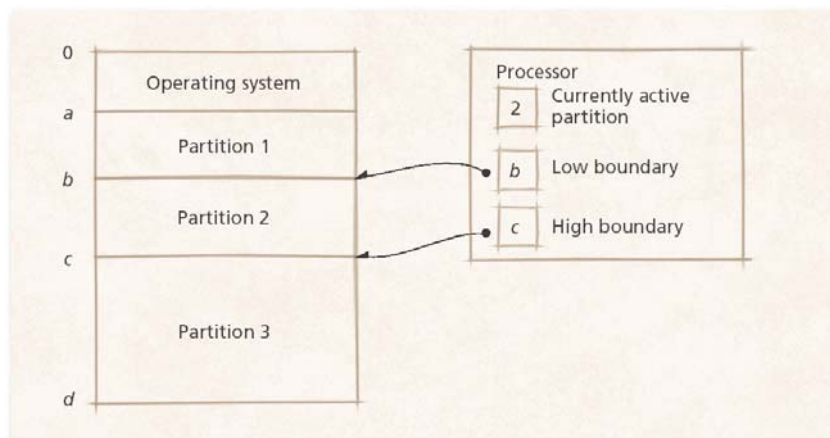 0
Operating system
a
Partition 1
b
Partition 2
c
Partition 3
d
Processor
2
Currently active
partition
b
Low boundary
c
High boundary